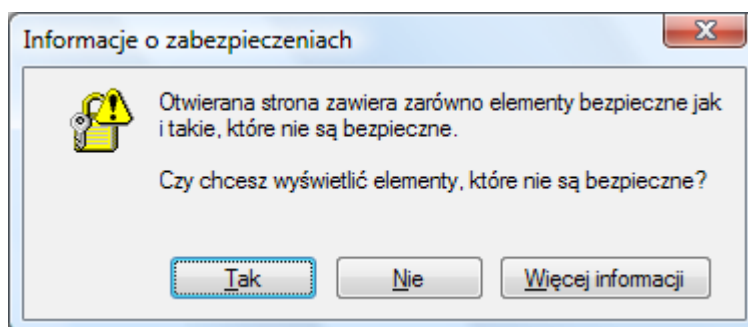 Informacje o zabezpieczeniach
Otwierana strona zawiera zarówno elementy bezpieczne jak
i takie, które nie są bezpieczne.
Czy chcesz wyświetlić elementy, które nie są bezpieczne?
Tak Nie Więcej informacji